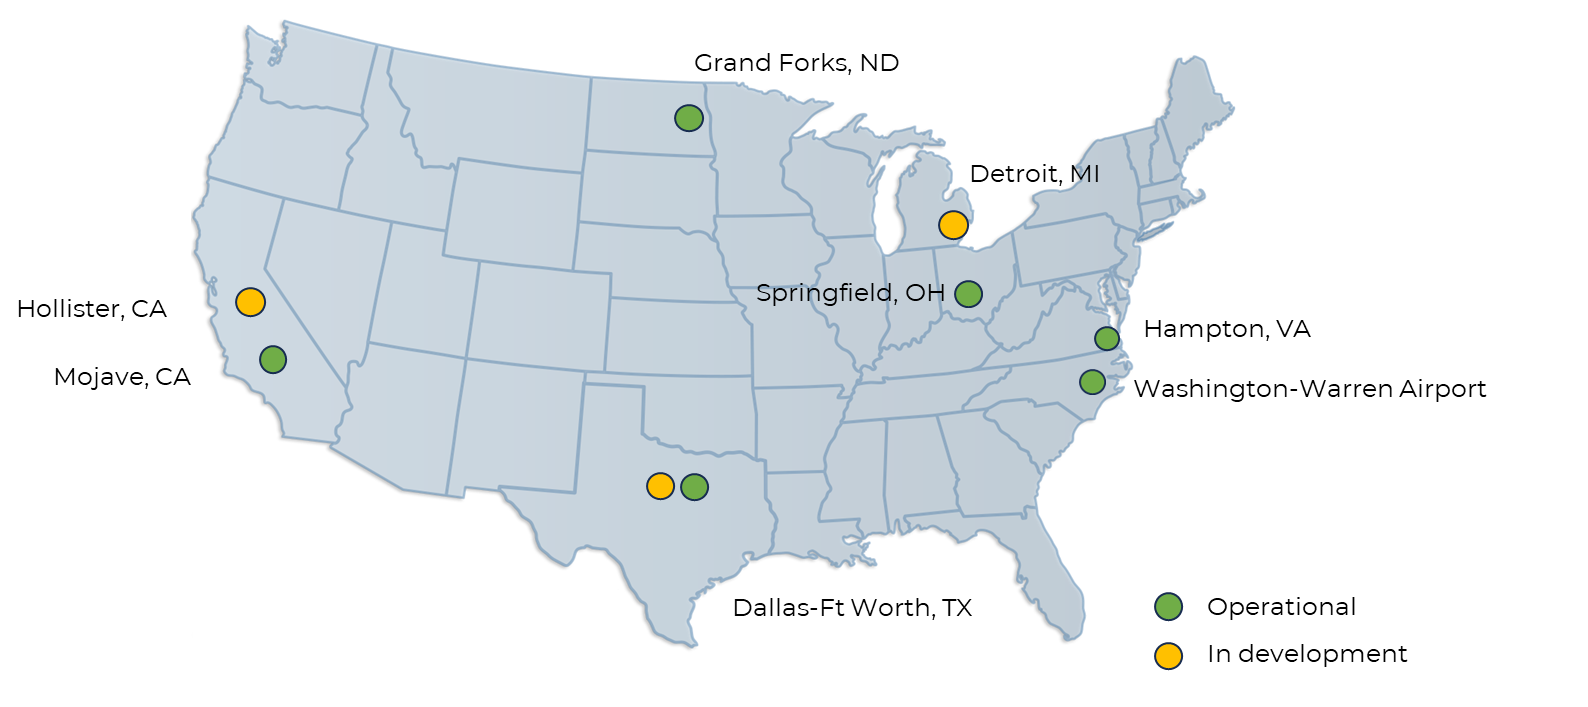 Grand Forks, ND
Detroit, MI
Springfield, OH
Hollister, CA
Hampton, VA
Mojave, CA
Washington-Warren Airport
Dallas-Ft Worth, TX
Operational
In development